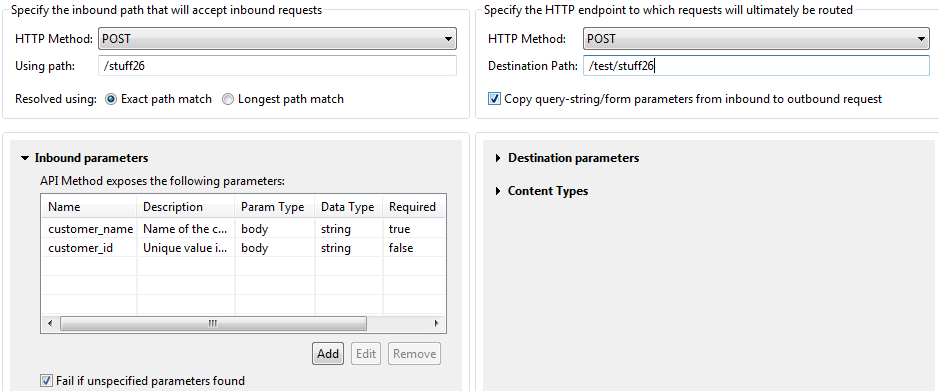 Specify the inbound path that will accept inbound requests
HTTP Method: POST
Using path: /stuff26
Resolved using: Exact path match Longest path match
Inbound parameters
API Method exposes the following parameters:
Name Description Param Type Data Type Required
customer_name Name of the c... body string true
customer_id Unique value i... body string false
Add Edit Remove
Fail if unspecified parameters found
Specify the HTTP endpoint to which requests will ultimately be routed
HTTP Method: POST
Destination Path: /test/stuff26
Copy query-string/form parameters from inbound to outbound request
Destination parameters
Content Types